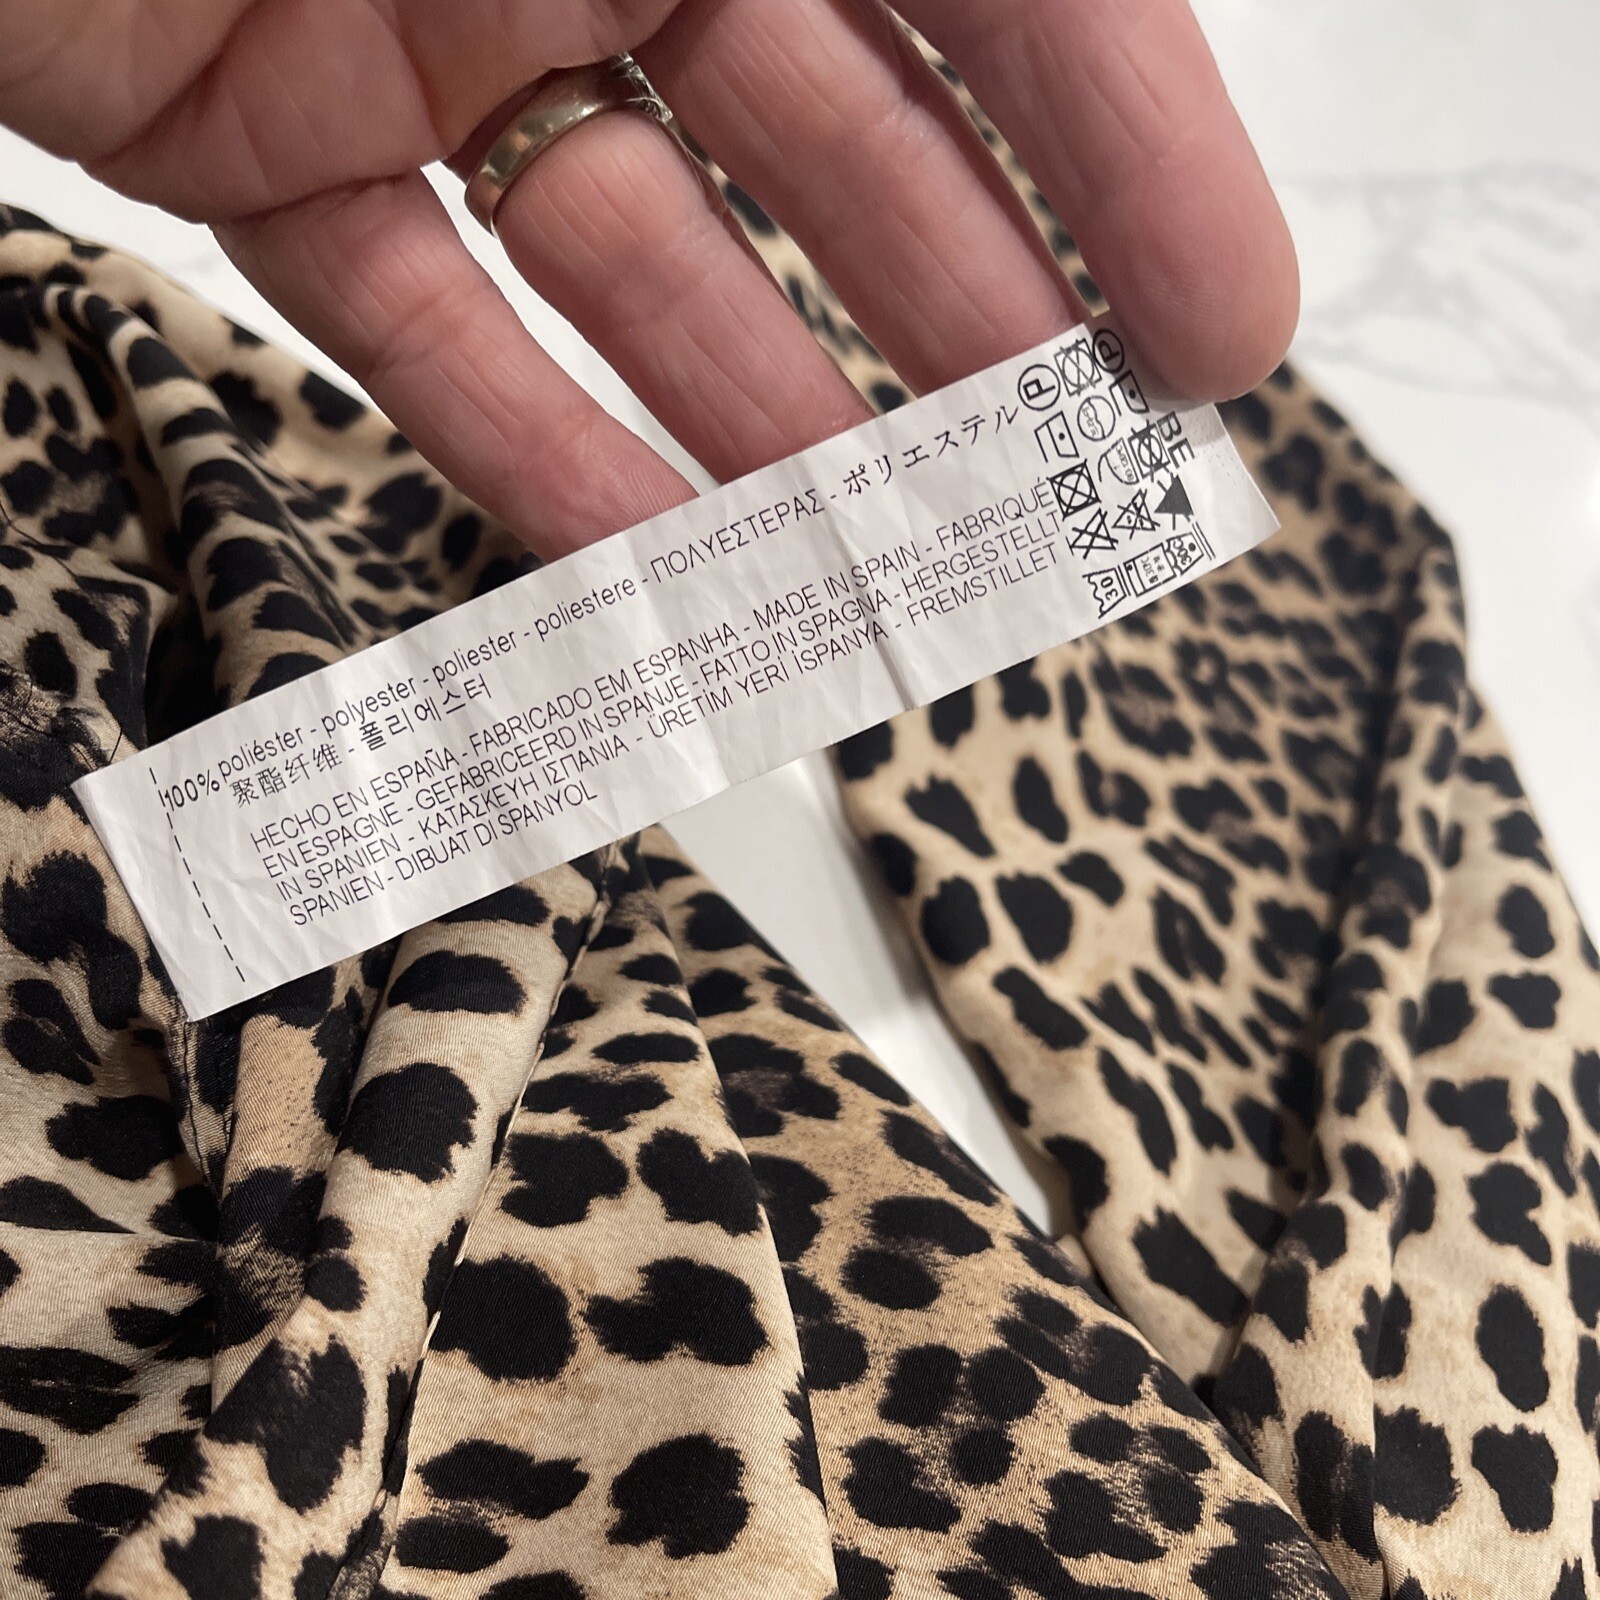 100% poliéster - polyester - poliester - poliestere - ΠΟΛΥΕΣΤΕΡΑΣ - ポリエステル
聚酯纤维 - 폴리에스터
HECHO EN ESPAÑA - FABRICADO EM ESPANHA - MADE IN SPAIN - FABRIQUÉ
EN ESPAGNE - GEFABRICEERD IN SPANJE - FATTO IN SPAGNA - HERGESTELLT
IN SPANIEN - ΚΑΤΑΣΚΕΥΗ ΙΣΠΑΝΙΑ - ÜRETİM YERİ İSPANYA - FREMSTILLET
SPANIEN - DIBUAT DI SPANYOL
BE
P
P
30